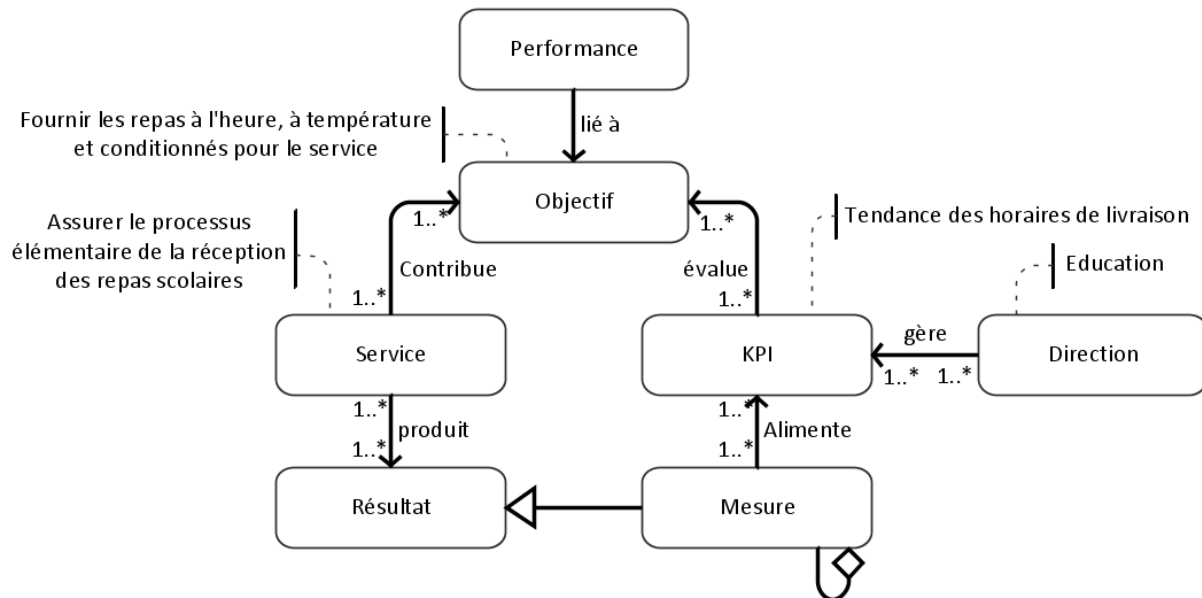 Performance
Fournir les repas à l'heure, à température
et conditionnés pour le service
lié à
Objectif
1..*
1..*
Assurer le processus
élémentaire de la réception
des repas scolaires
Tendance des horaires de livraison
Education
Contribue
évalue
1..*
1..*
Service
KPI
gère
1..*
1..*
Direction
1..*
produit
1..*
1..*
Alimente
1..*
Résultat
Mesure